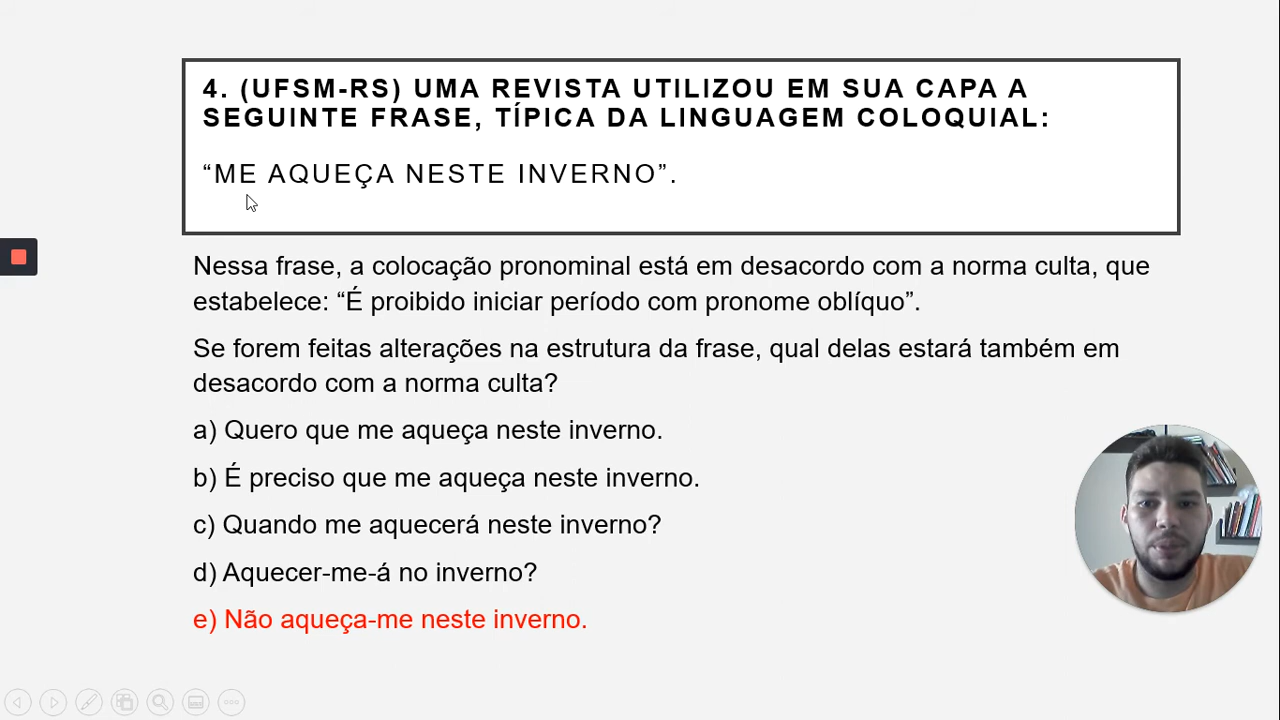 4. (UFSM-RS) UMA REVISTA UTILIZOU EM SUA CAPA A
SEGUINTE FRASE, TÍPICA DA LINGUAGEM COLOQUIAL:
“ME AQUEÇA NESTE INVERNO”.
Nessa frase, a colocação pronominal está em desacordo com a norma culta, que
estabelece: “É proibido iniciar período com pronome oblíquo”.
Se forem feitas alterações na estrutura da frase, qual delas estará também em
desacordo com a norma culta?
a) Quero que me aqueça neste inverno.
b) É preciso que me aqueça neste inverno.
c) Quando me aquecerá neste inverno?
d) Aquecer-me-á no inverno?
e) Não aqueça-me neste inverno.